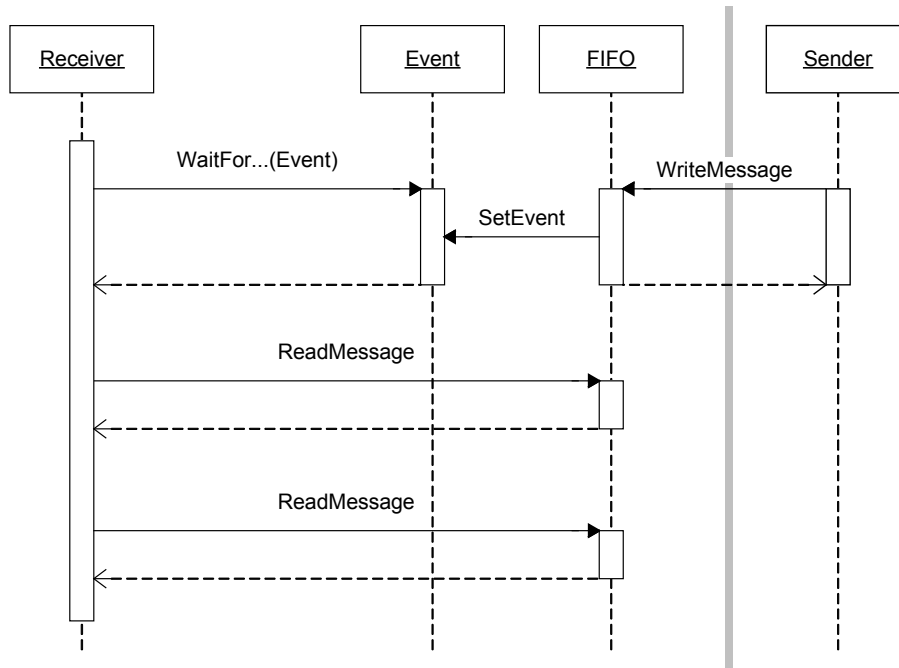 Receiver
Event
FIFO
Sender
WaitFor...(Event)
WriteMessage
SetEvent
ReadMessage
ReadMessage